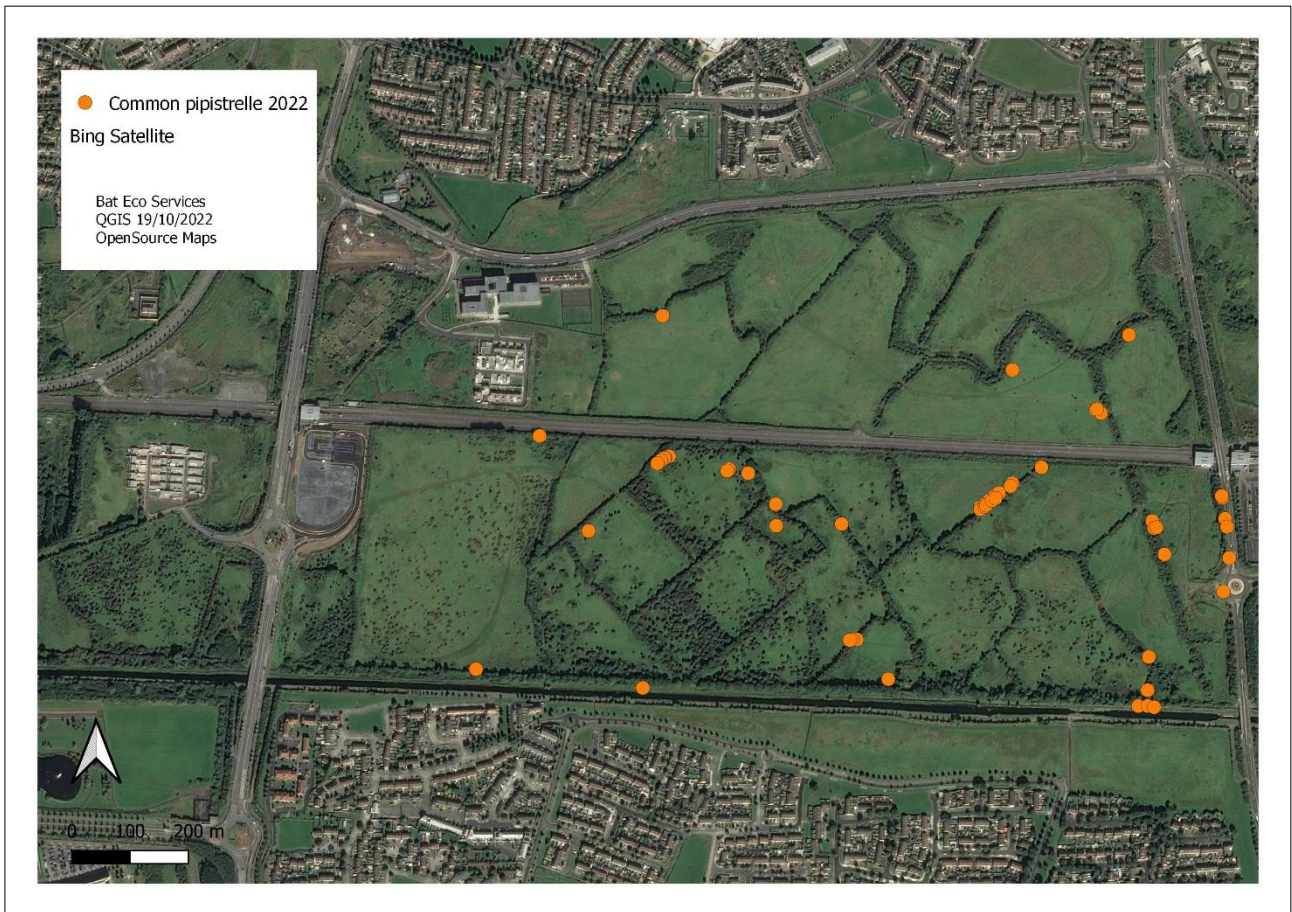 Common pipistrelle 2022
Bing Satellite
Bat Eco Services
QGIS 19/10/2022
OpenSource Maps
0 100 200 m